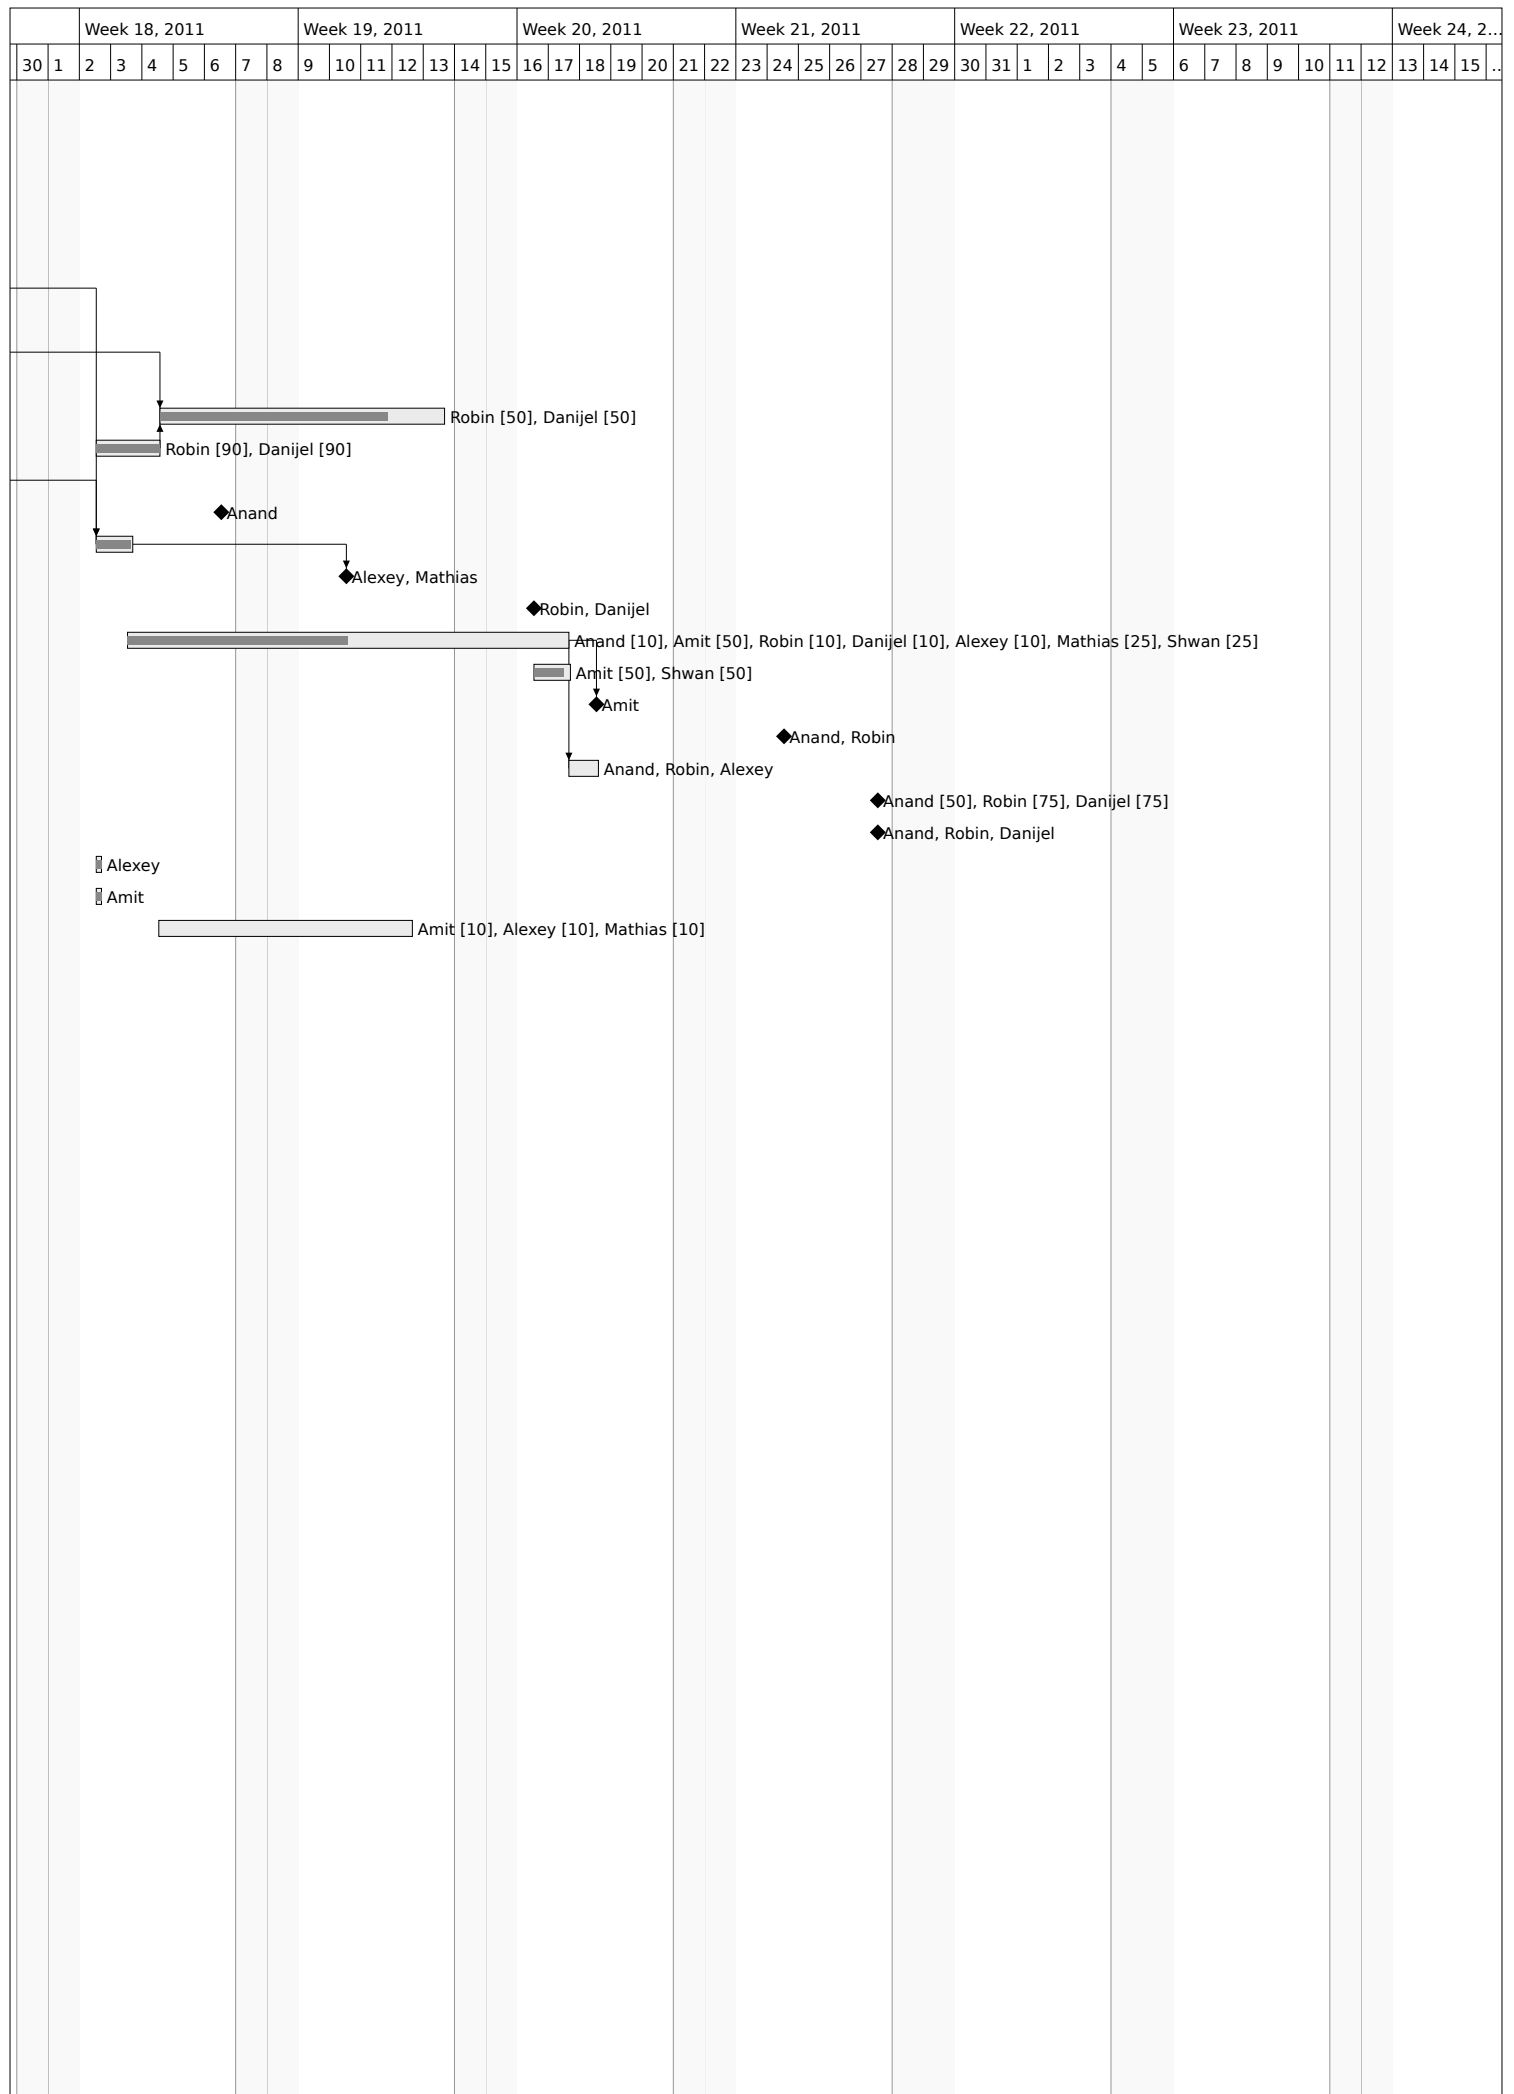 Week 18, 2011 Week 19, 2011 Week 20, 2011 Week 21, 2011 Week 22, 2011 Week 23, 2011 Week 24, 2...
30 1 2 3 4 5 6 7 8 9 10 11 12 13 14 15 16 17 18 19 20 21 22 23 24 25 26 27 28 29 30 31 1 2 3 4 5 6 7 8 9 10 11 12 13 14 15 ..
Robin [50], Danijel [50]
Robin [90], Danijel [90]
Anand
Alexey, Mathias
Robin, Danijel
Anand [10], Amit [50], Robin [10], Danijel [10], Alexey [10], Mathias [25], Shwan [25]
Amit [50], Shwan [50]
Amit
Anand, Robin
Anand, Robin, Alexey
Anand [50], Robin [75], Danijel [75]
Anand, Robin, Danijel
Alexey
Amit
Amit [10], Alexey [10], Mathias [10]